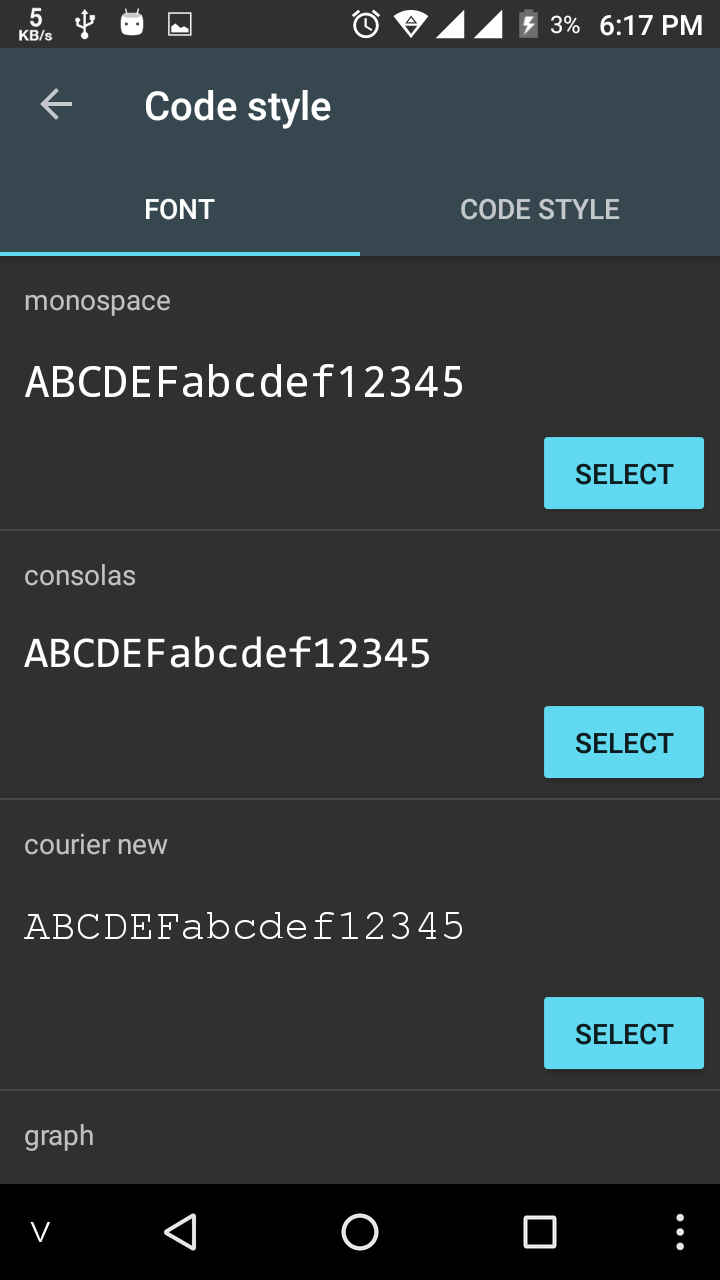 5
KB/s
3% 6:17 PM
Code style
FONT CODE STYLE
monospace
ABCDEFabcdef12345
SELECT
consolas
ABCDEFabcdef12345
SELECT
courier new
ABCDEFabcdef12345
SELECT
graph